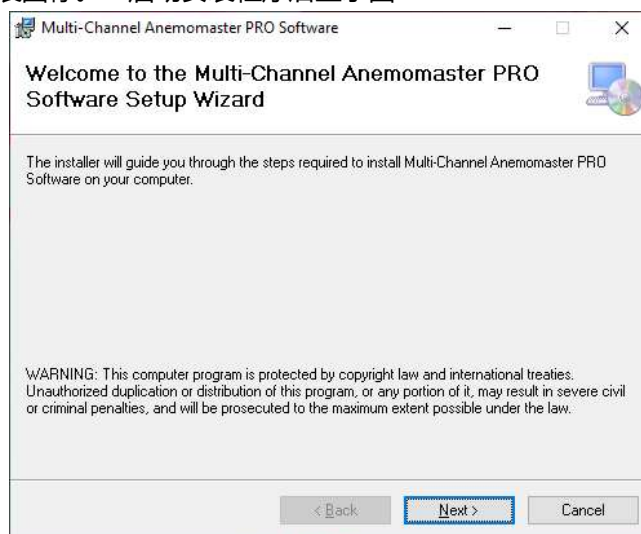 Multi-Channel Anemomaster PRO Software
Welcome to the Multi-Channel Anemomaster PRO
Software Setup Wizard
The installer will guide you through the steps required to install Multi-Channel Anemomaster PRO
Software on your computer.
WARNING: This computer program is protected by copyright law and international treaties.
Unauthorized duplication or distribution of this program, or any portion of it, may result in severe civil
or criminal penalties, and will be prosecuted to the maximum extent possible under the law.
< Back
Next >
Cancel